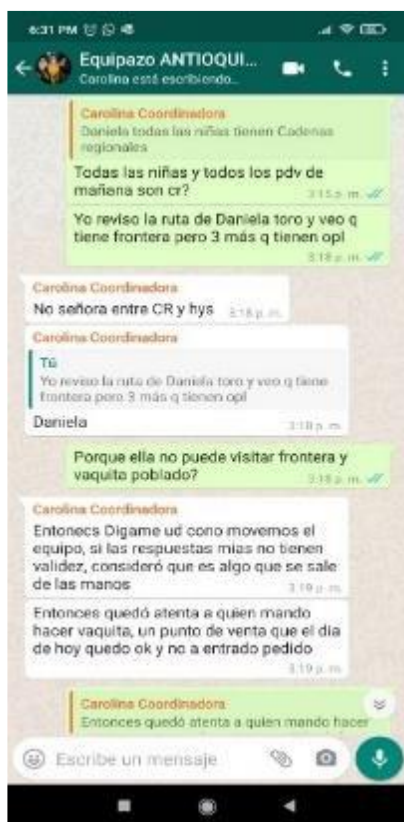 6:31 PM
Equipazo ANTIOQUI...
Carolina está escribiendo...
Carolina Coordinadora
Daniela todas las niñas tienen Cadenas
regionales
Todas las niñas y todos los pdv de
mañana son cr?
3:15 p. m.
Yo reviso la ruta de Daniela toro y veo q
tiene frontera pero 3 más q tienen opl
3:18 p. m.
Carolina Coordinadora
No señora entre CR y hys
3:18 p. m.
Carolina Coordinadora
Tú
Yo reviso la ruta de Daniela toro y veo q tiene
frontera pero 3 más q tienen opl
Daniela
3:18 p. m.
Porque ella no puede visitar frontera y
vaquita poblado?
3:18 p. m.
Carolina Coordinadora
Entonecs Digame ud cono movemos el
equipo, si las respuestas mias no tienen
validez, consideró que es algo que se sale
de las manos
3:19 p. m.
Entonces quedó atenta a quien mando
hacer vaquita, un punto de venta que el dia
de hoy quedo ok y no a entrado pedido
3:19 p. m.
Carolina Coordinadora
Entonces quedó atenta a quien mando hacer
Escribe un mensaje